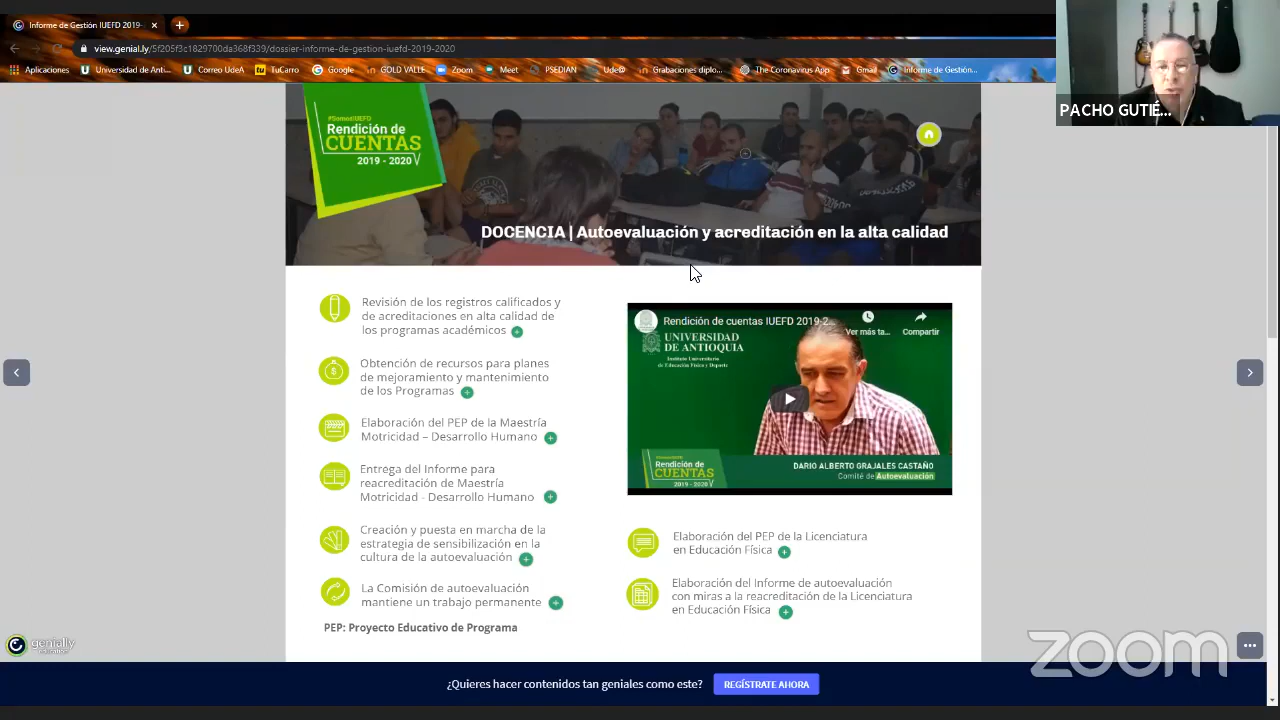 Informe de Gestión IUEFD 2019-
view.genial.ly/5f205f3c1829700da368f339/dossier-informe-de-gestion-iuefd-2019-2020
Aplicaciones Universidad de Anti... Correo UdeA TuCarro Google GOLD VALLE Zoom Meet PSEDIAN Ude@ Grabaciones diplo... The Coronavirus App Gmail Informe de Gestión...
PACHO GUTIÉ...
#SomosIUEFD
Rendición de
CUENTAS
2019 - 2020
DOCENCIA | Autoevaluación y acreditación en la alta calidad
Revisión de los registros calificados y
de acreditaciones en alta calidad de
los programas académicos
Obtención de recursos para planes
de mejoramiento y mantenimiento
de los Programas
Elaboración del PEP de la Maestría
Motricidad – Desarrollo Humano
Entrega del Informe para
reacreditación de Maestría
Motricidad - Desarrollo Humano
Creación y puesta en marcha de la
estrategia de sensibilización en la
cultura de la autoevaluación
La Comisión de autoevaluación
mantiene un trabajo permanente
PEP: Proyecto Educativo de Programa
Rendición de cuentas IUEFD 2019-2...
Ver más ta...
Compartir
UNIVERSIDAD
DE ANTIOQUIA
Instituto Universitario
de Educación Física y Deporte
Rendición de
CUENTAS
2019 - 2020
DARIO ALBERTO GRAJALES CASTAÑO
Comité de Autoevaluación
Elaboración del PEP de la Licenciatura
en Educación Física
Elaboración del Informe de autoevaluación
con miras a la reacreditación de la Licenciatura
en Educación Física
genially
education
zoom
¿Quieres hacer contenidos tan geniales como este? REGÍSTRATE AHORA